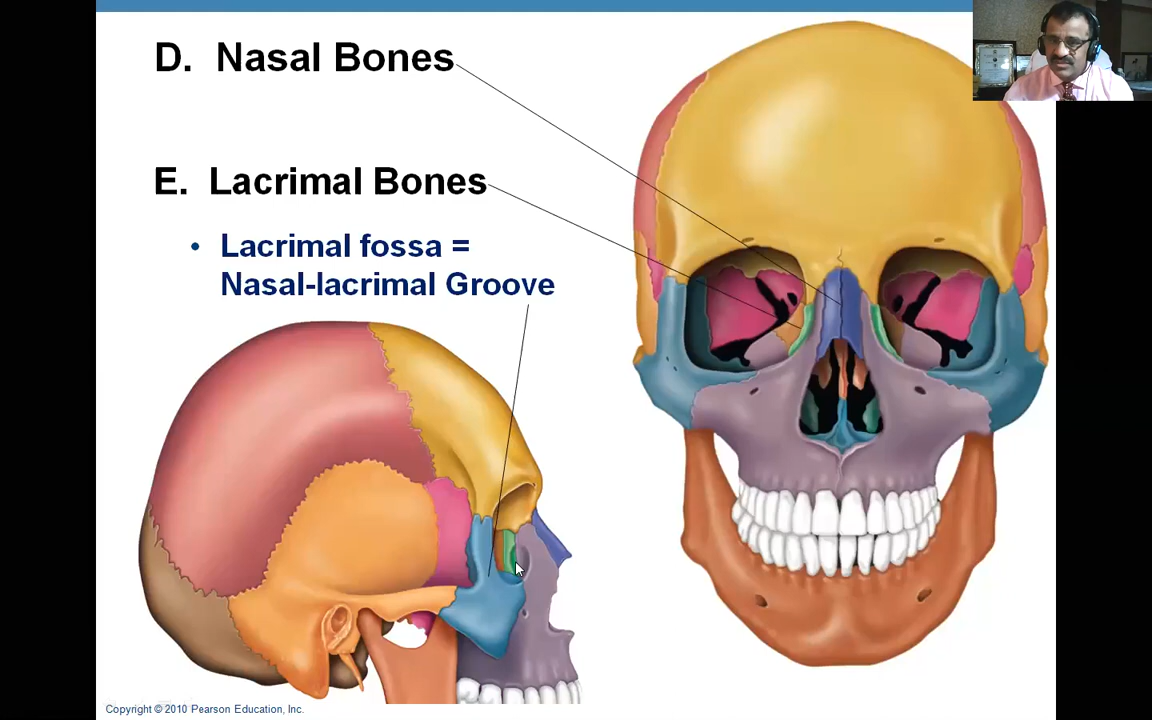 D. Nasal Bones
E. Lacrimal Bones
• Lacrimal fossa =
Nasal-lacrimal Groove
Copyright © 2010 Pearson Education, Inc.